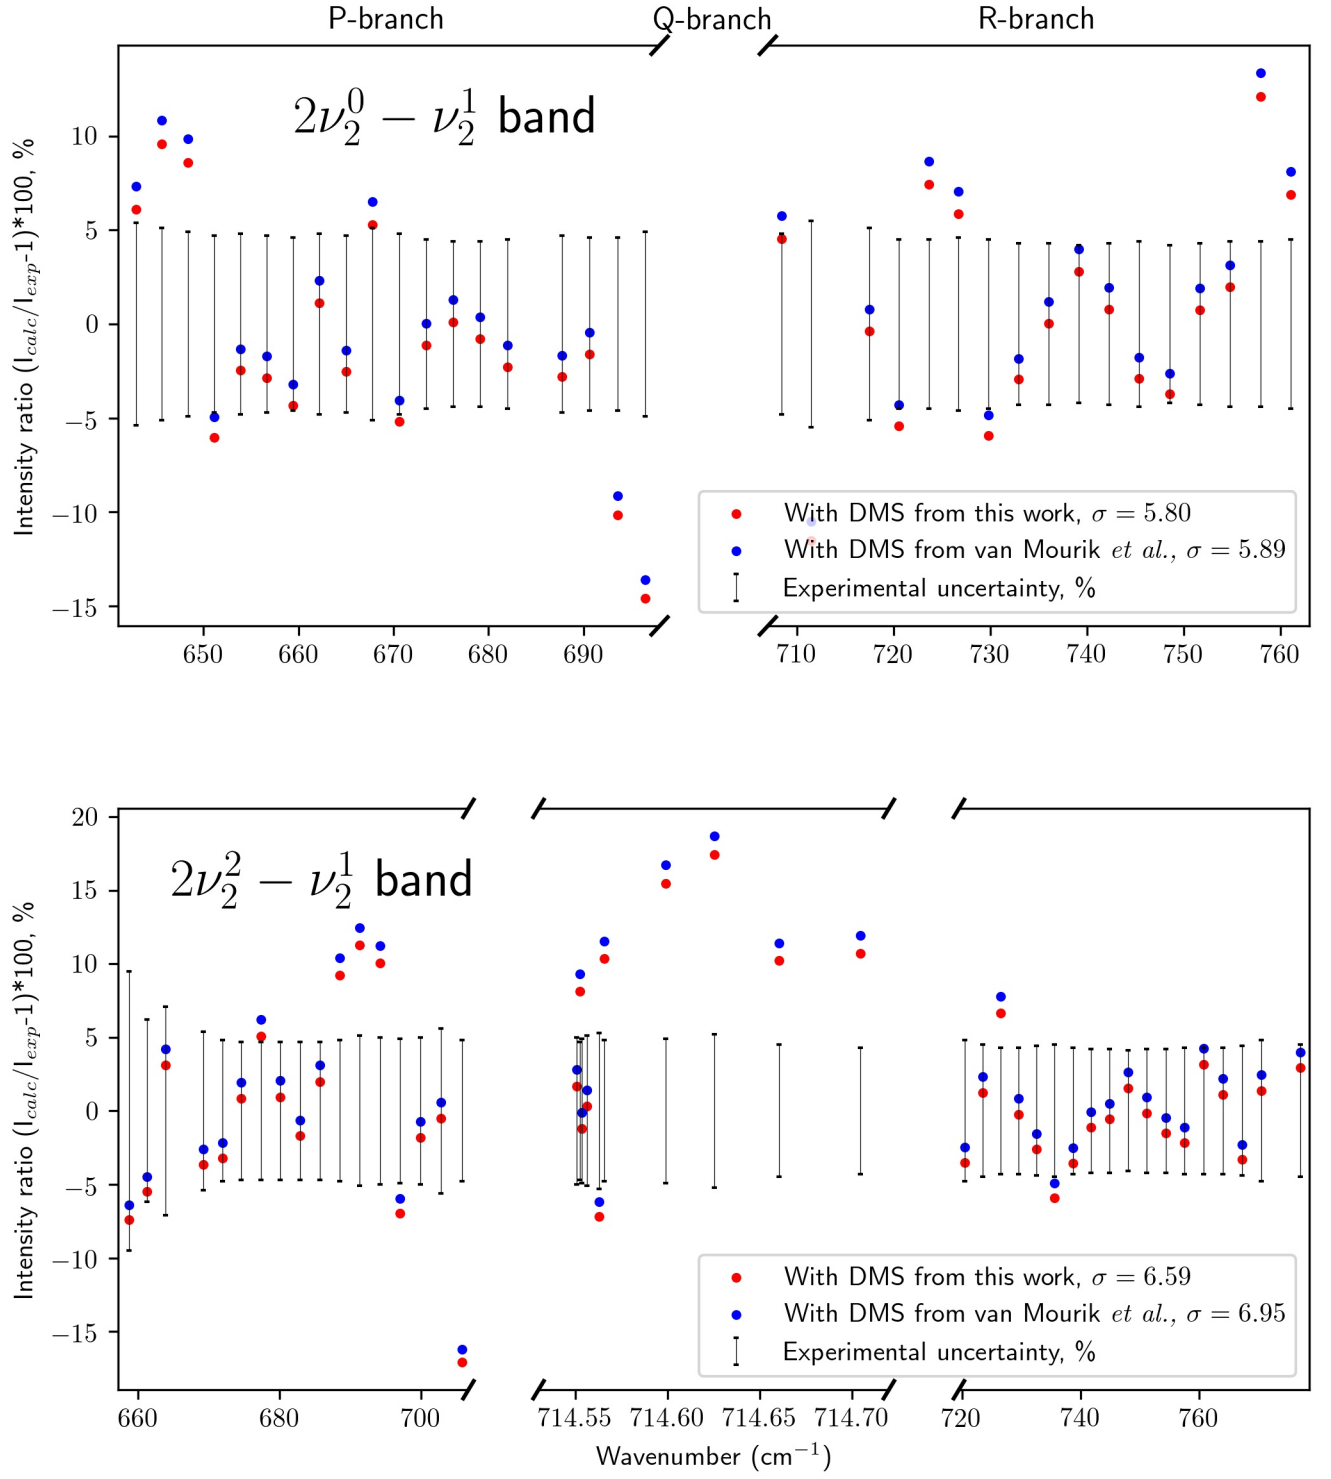 P-branch Q-branch R-branch
2ν₂⁰ − ν₂¹ band
Intensity ratio (I_calc/I_exp-1)*100, %
10
5
0
−5
−10
−15
With DMS from this work, σ = 5.80
With DMS from van Mourik et al., σ = 5.89
Experimental uncertainty, %
650 660 670 680 690 710 720 730 740 750 760
2ν₂² − ν₂¹ band
Intensity ratio (I_calc/I_exp-1)*100, %
20
15
10
5
0
−5
−10
−15
With DMS from this work, σ = 6.59
With DMS from van Mourik et al., σ = 6.95
Experimental uncertainty, %
660 680 700 714.55 714.60 714.65 714.70 720 740 760
Wavenumber (cm⁻¹)